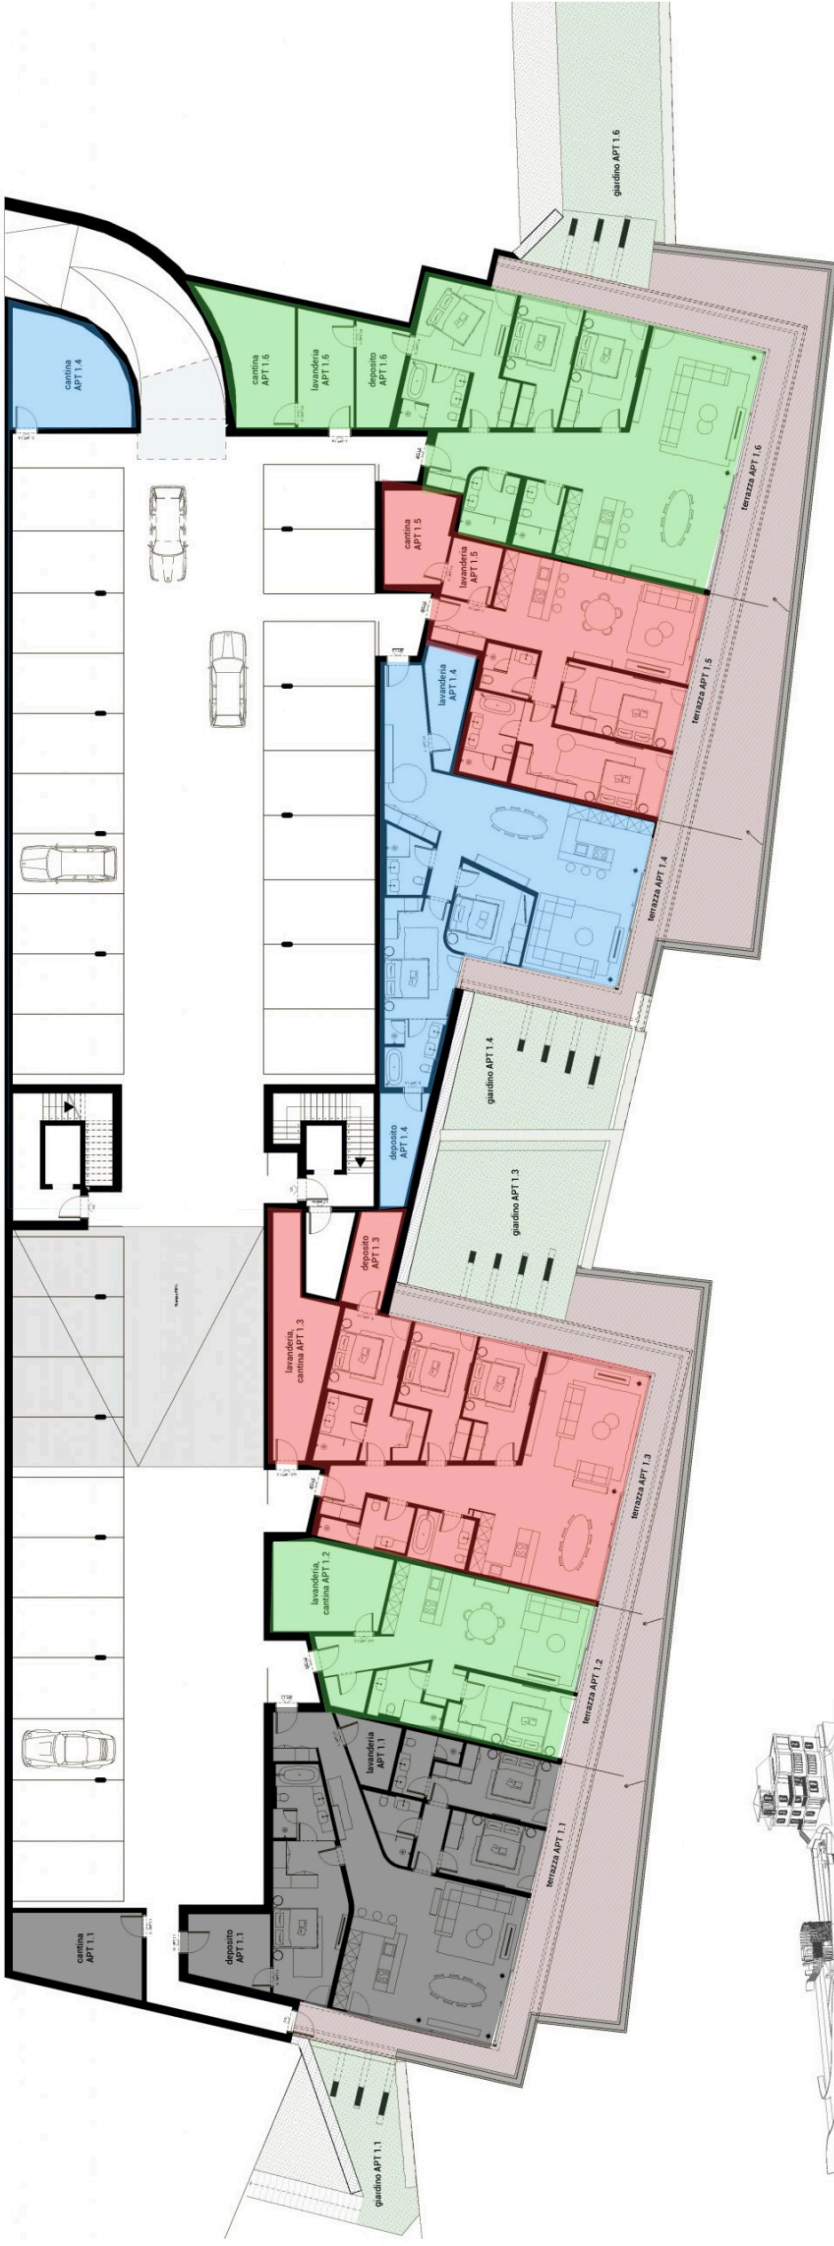 giardino APT 1.6
cantina
APT 1.4
cantina
APT 1.6
lavanderia
APT 1.6
deposito
APT 1.6
terrazza APT 1.6
cantina
APT 1.5
lavanderia
APT 1.5
terrazza APT 1.5
lavanderia
APT 1.4
terrazza APT 1.4
giardino APT 1.4
deposito
APT 1.4
giardino APT 1.3
deposito
APT 1.3
lavanderia,
cantina APT 1.3
terrazza APT 1.3
lavanderia,
cantina APT 1.2
terrazza APT 1.2
lavanderia
APT 1.1
terrazza APT 1.1
cantina
APT 1.1
deposito
APT 1.1
giardino APT 1.1